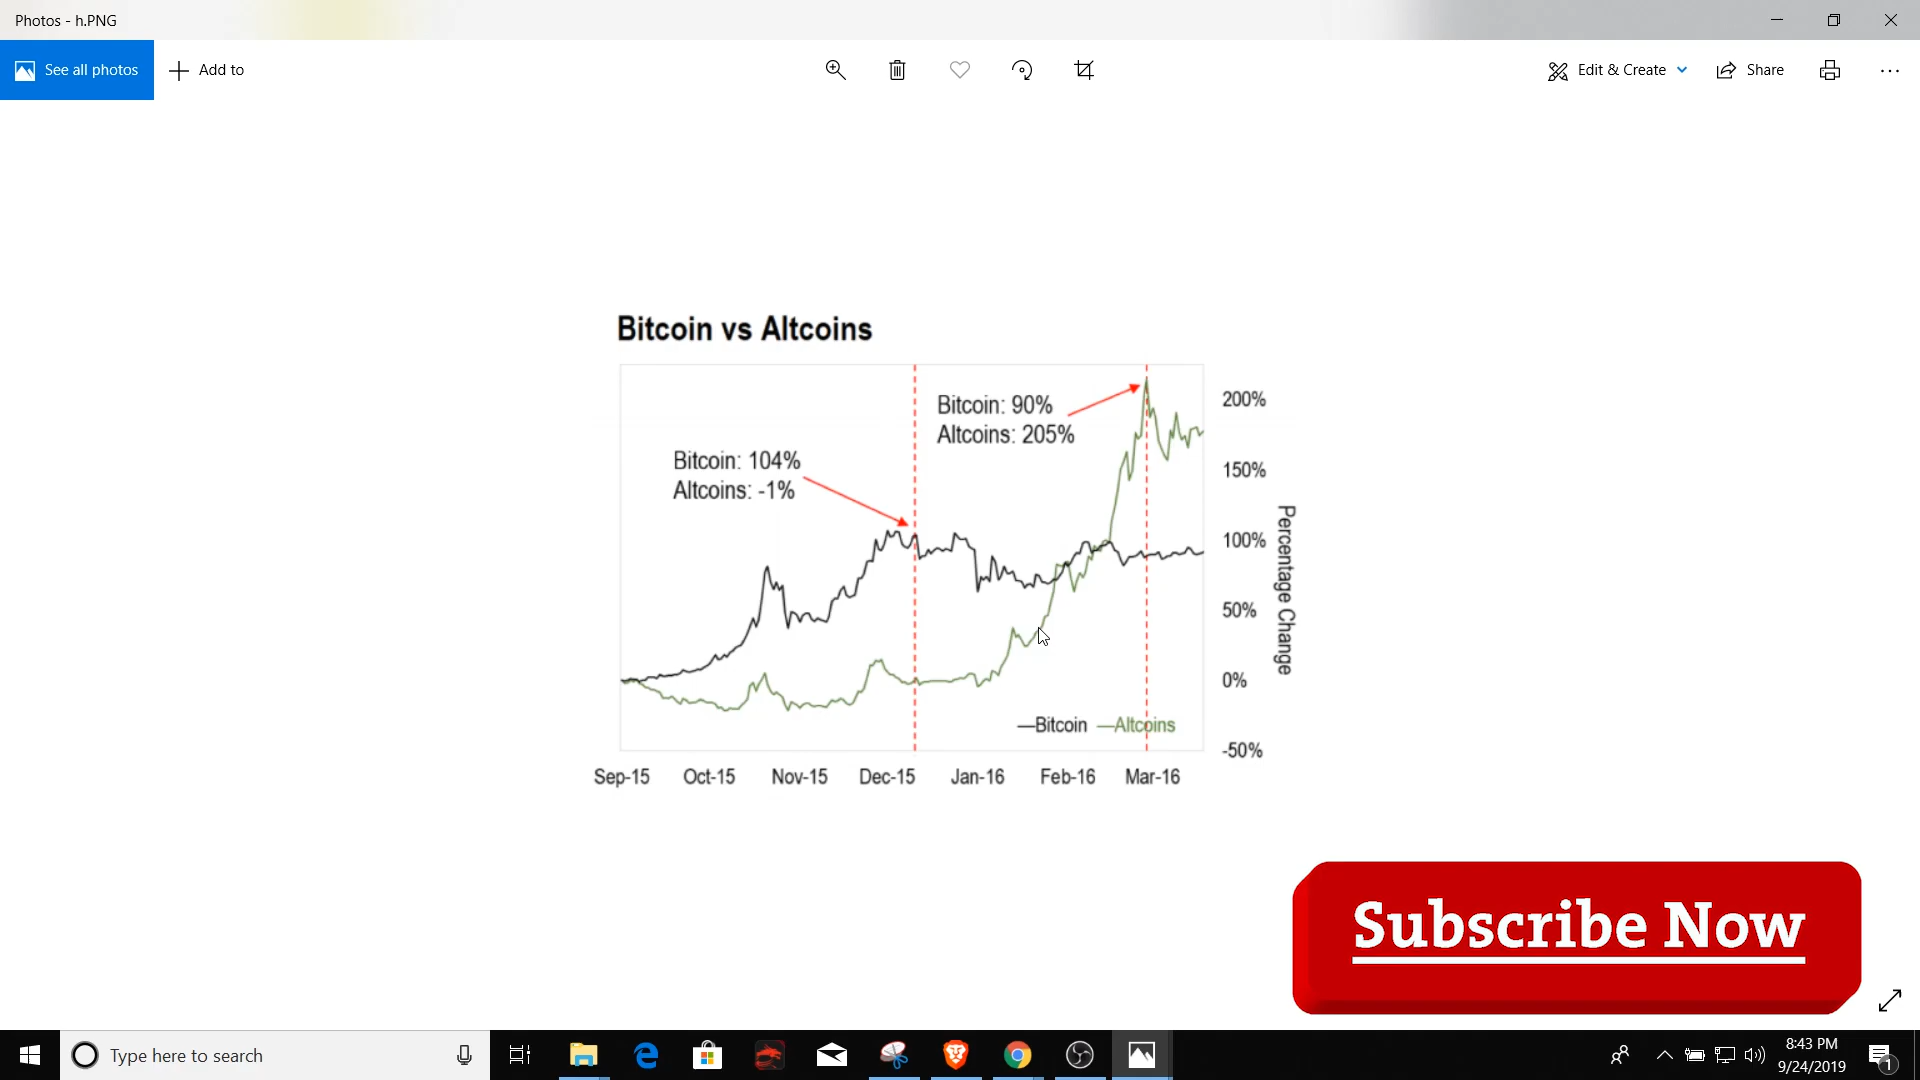 Photos - h.PNG
See all photos
Add to
Edit & Create
Share
Bitcoin vs Altcoins
Bitcoin: 90%
Altcoins: 205%
Bitcoin: 104%
Altcoins: -1%
200%
150%
100%
50%
0%
-50%
Percentage Change
—Bitcoin —Altcoins
Sep-15 Oct-15 Nov-15 Dec-15 Jan-16 Feb-16 Mar-16
Subscribe Now
Type here to search
8:43 PM
9/24/2019
1